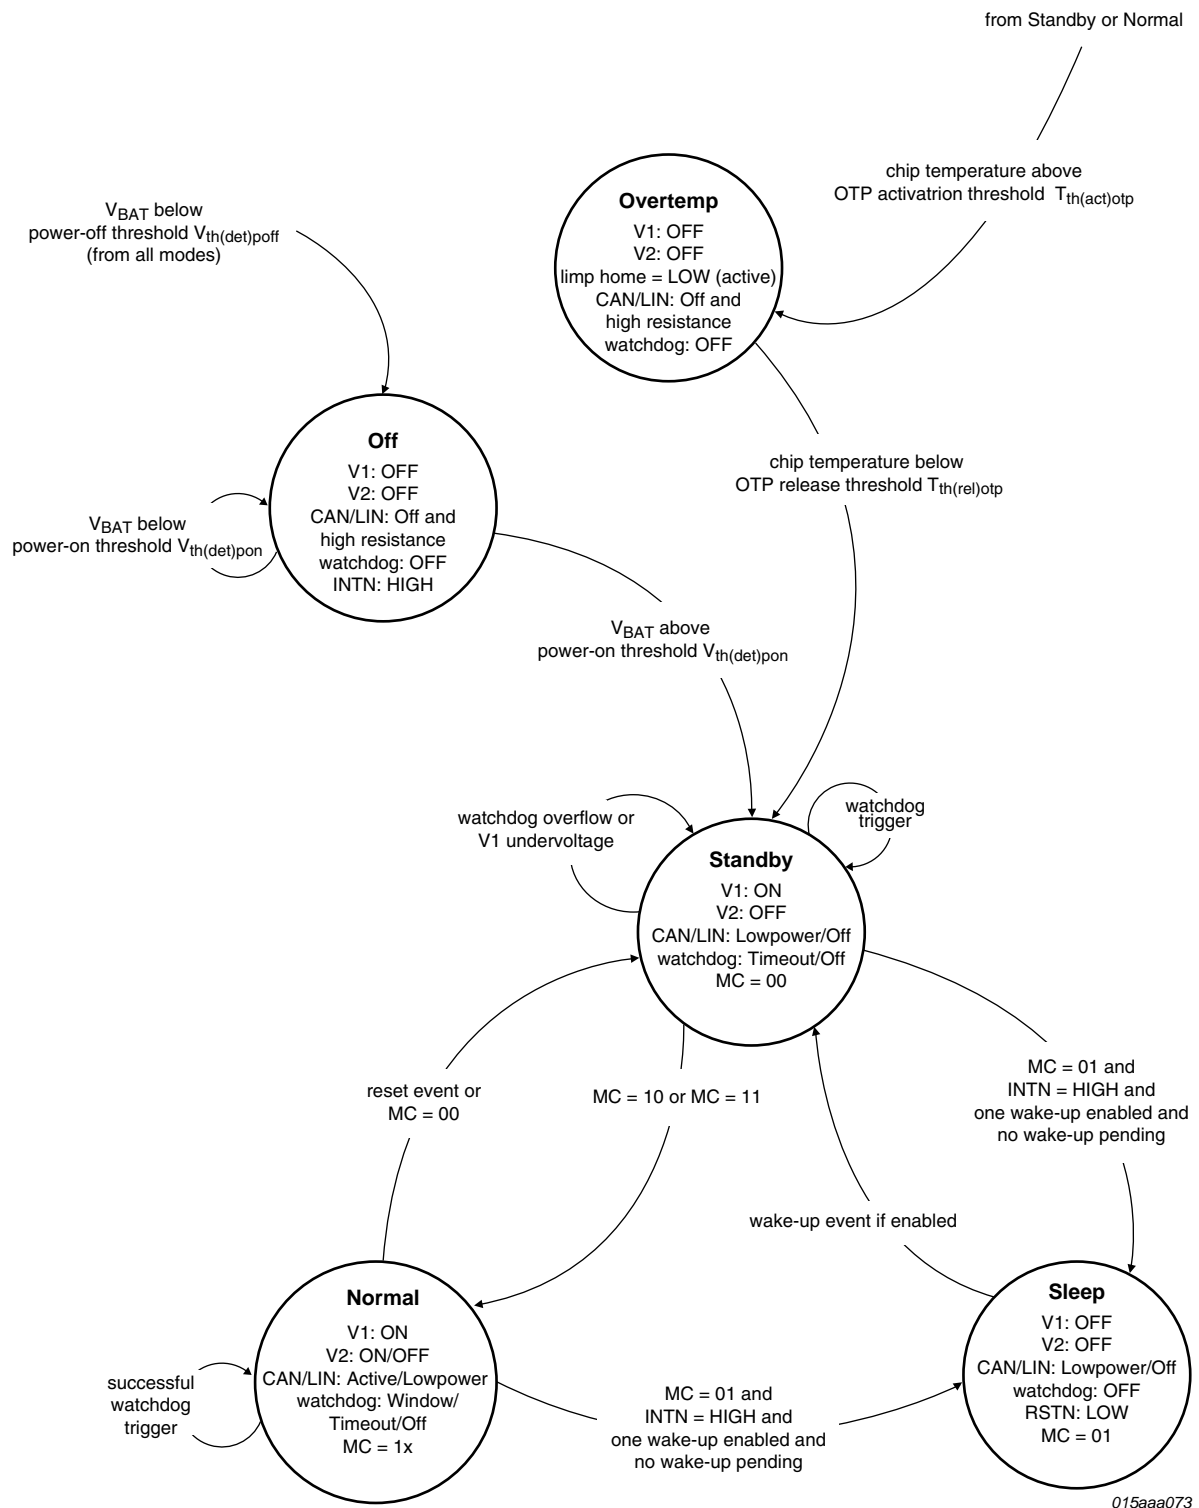 from Standby or Normal
chip temperature above
OTP activatrion threshold Tth(act)otp
Overtemp
V1: OFF
V2: OFF
limp home = LOW (active)
CAN/LIN: Off and
high resistance
watchdog: OFF
VBAT below
power-off threshold Vth(det)poff
(from all modes)
Off
V1: OFF
V2: OFF
CAN/LIN: Off and
high resistance
watchdog: OFF
INTN: HIGH
VBAT below
power-on threshold Vth(det)pon
chip temperature below
OTP release threshold Tth(rel)otp
VBAT above
power-on threshold Vth(det)pon
watchdog overflow or
V1 undervoltage
watchdog
trigger
Standby
V1: ON
V2: OFF
CAN/LIN: Lowpower/Off
watchdog: Timeout/Off
MC = 00
reset event or
MC = 00
MC = 10 or MC = 11
MC = 01 and
INTN = HIGH and
one wake-up enabled and
no wake-up pending
wake-up event if enabled
Normal
V1: ON
V2: ON/OFF
CAN/LIN: Active/Lowpower
watchdog: Window/
Timeout/Off
MC = 1x
successful
watchdog
trigger
MC = 01 and
INTN = HIGH and
one wake-up enabled and
no wake-up pending
Sleep
V1: OFF
V2: OFF
CAN/LIN: Lowpower/Off
watchdog: OFF
RSTN: LOW
MC = 01
015aaa073